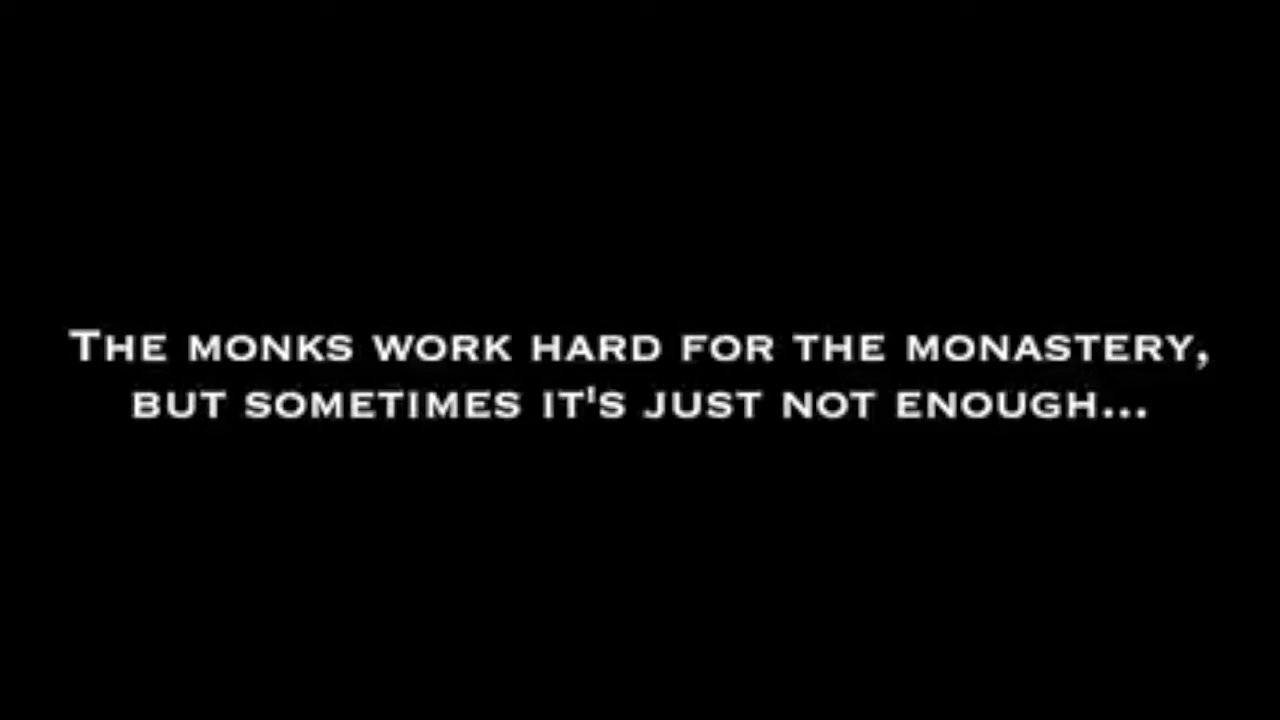 The monks work hard for the monastery,
but sometimes it's just not enough...